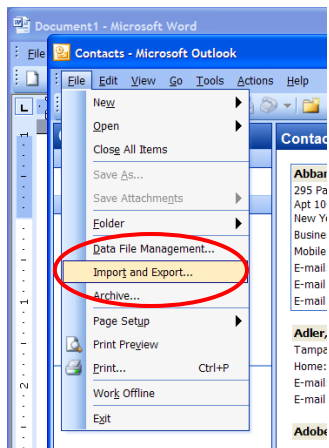 Document1 - Microsoft Word
File
Contacts - Microsoft Outlook
File Edit View Go Tools Actions Help
New
Open
Close All Items
Save As...
Save Attachments
Folder
Data File Management...
Import and Export...
Archive...
Page Setup
Print Preview
Print... Ctrl+P
Work Offline
Exit
L
Contac
Abbar
295 Pa
Apt 10
New Yo
Busine
Mobile
E-mail
E-mail
E-mail
Adler,
Tampa
Home:
E-mail
E-mail
Adobe
1
2